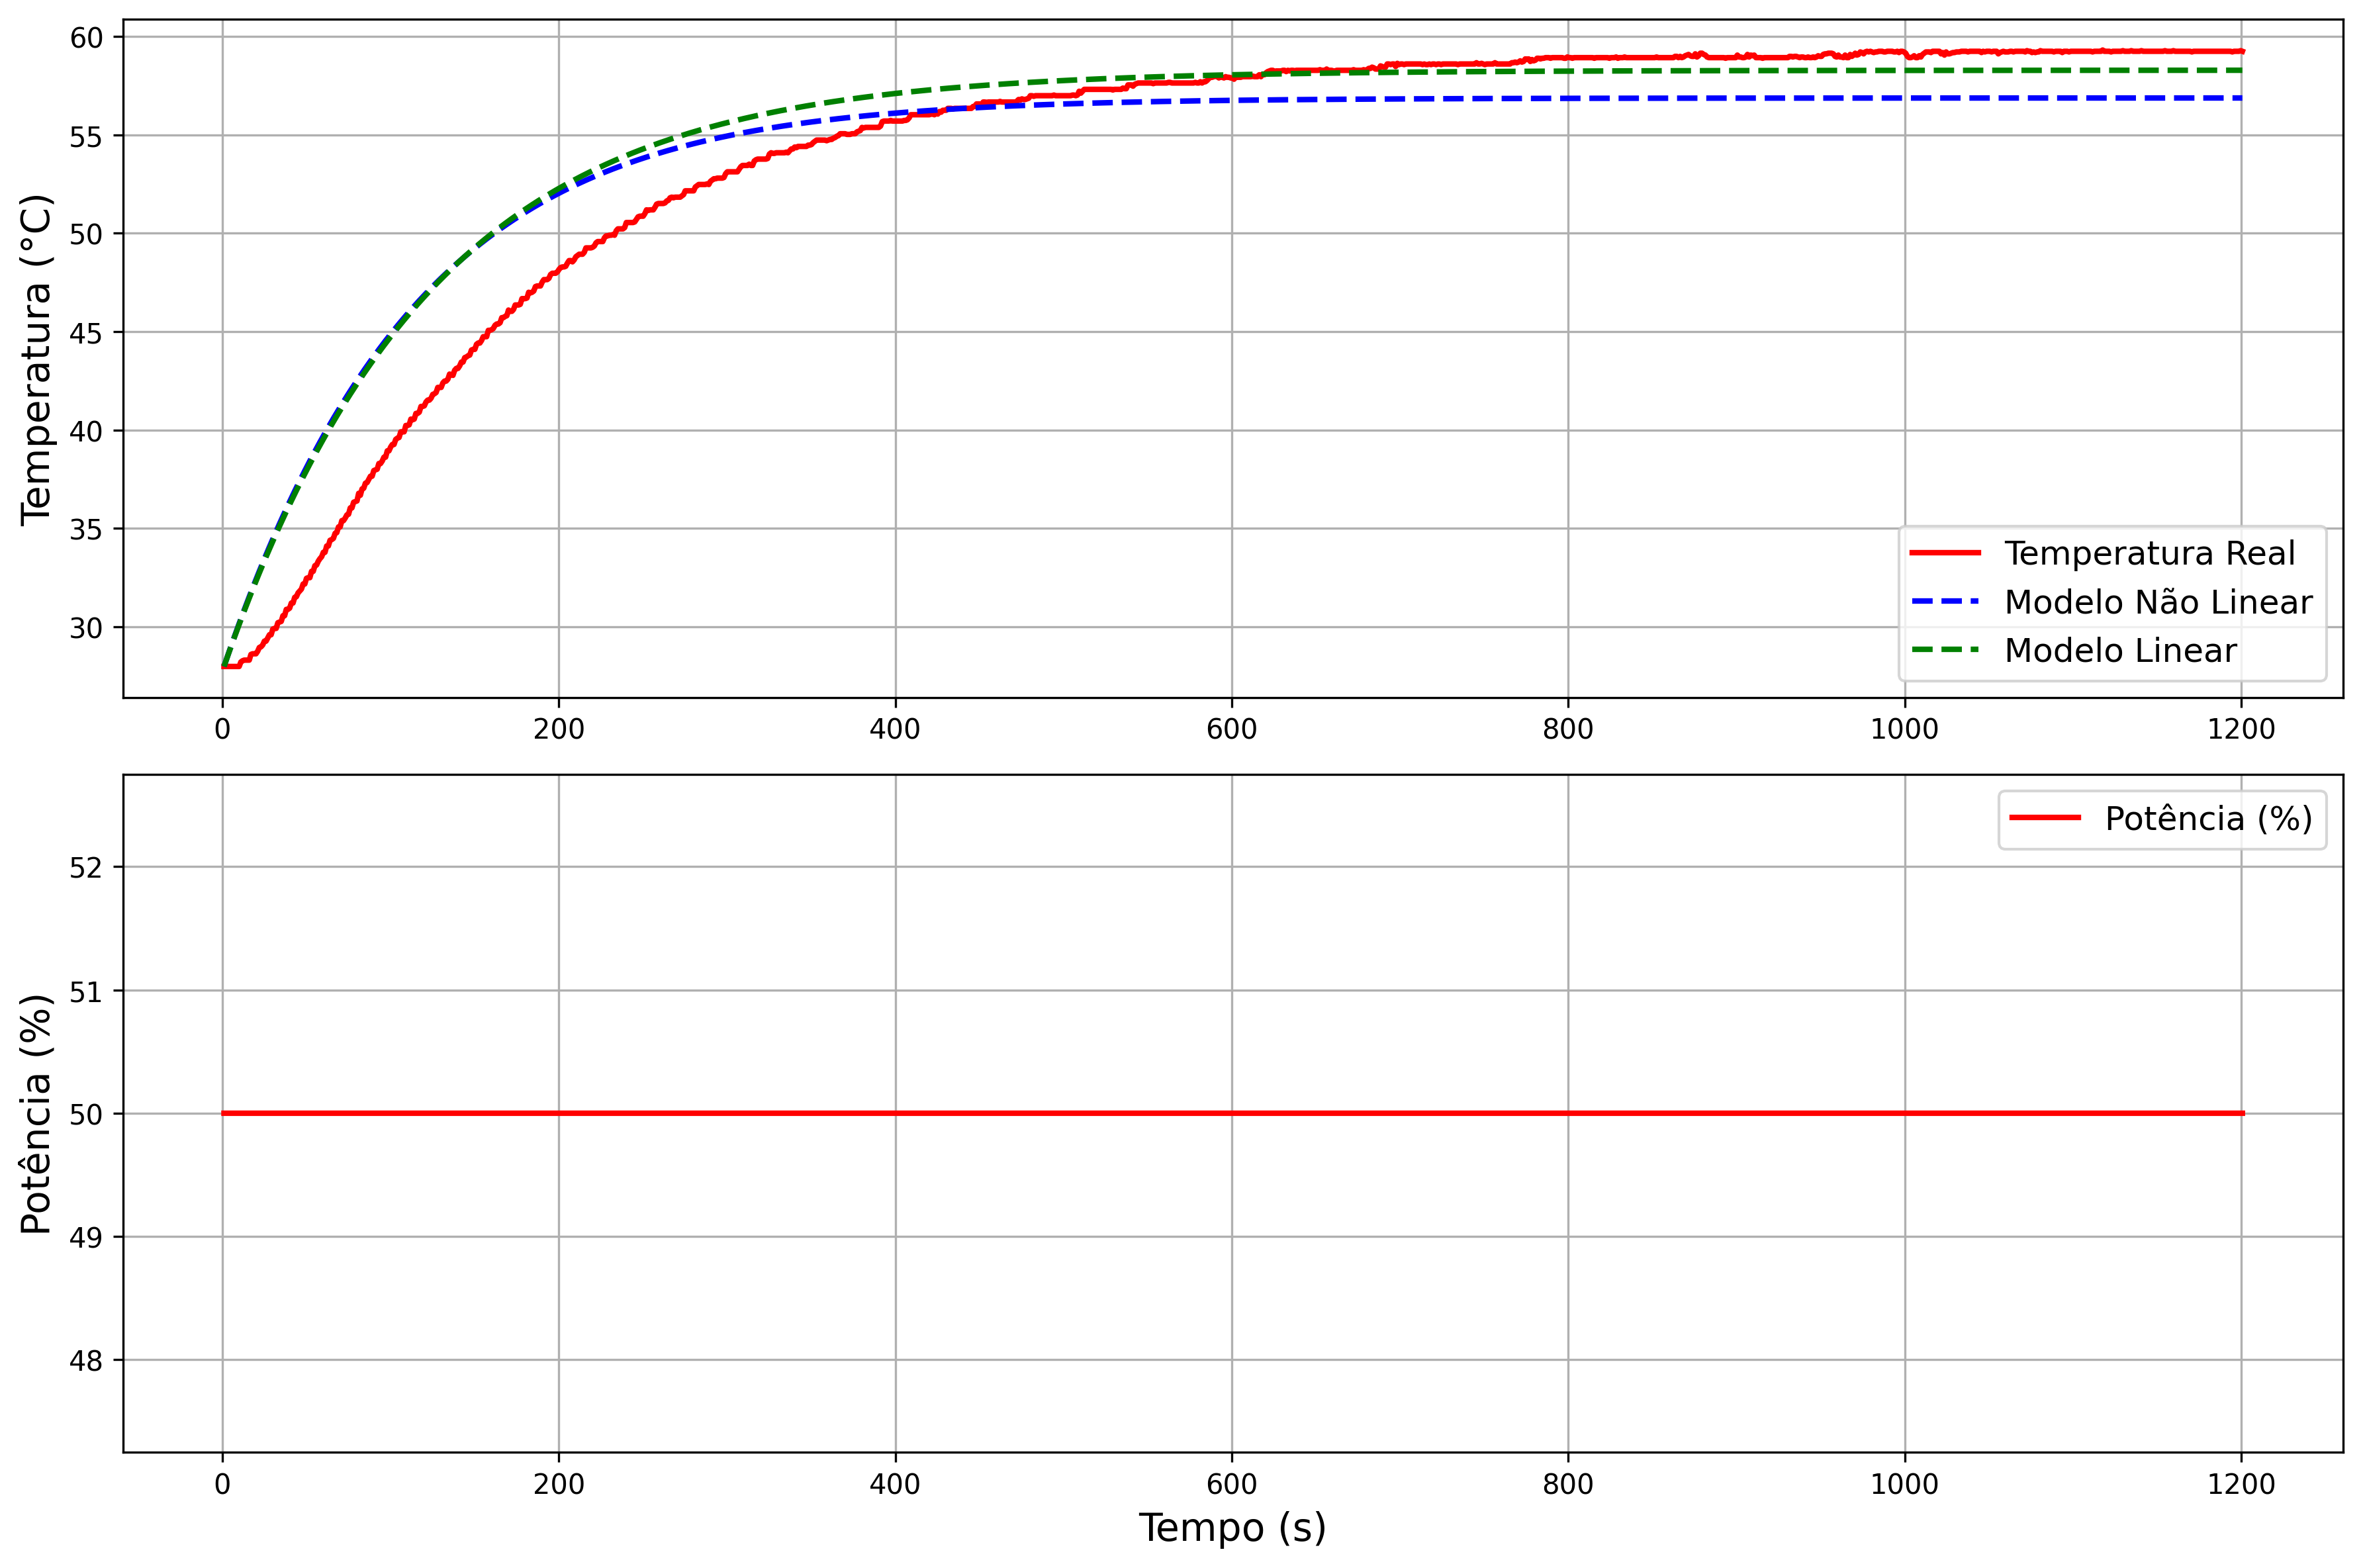 Temperatura (°C)
60
55
50
45
40
35
30
Temperatura Real
Modelo Não Linear
Modelo Linear
0 200 400 600 800 1000 1200
Potência (%)
52
51
50
49
48
Potência (%)
0 200 400 600 800 1000 1200
Tempo (s)